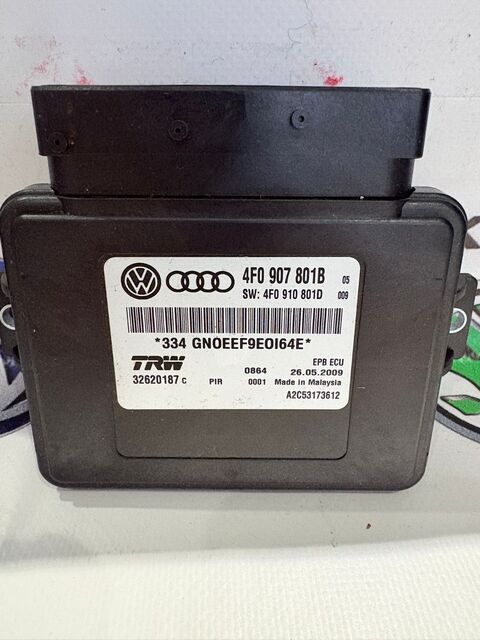 4F0 907 801B 05
SW: 4F0 910 801D 009
*334 GN0EEF9E0I64E*
TRW 0864 EPB ECU
26.05.2009
32620187 C PIR 0001 Made in Malaysia
A2C53173612